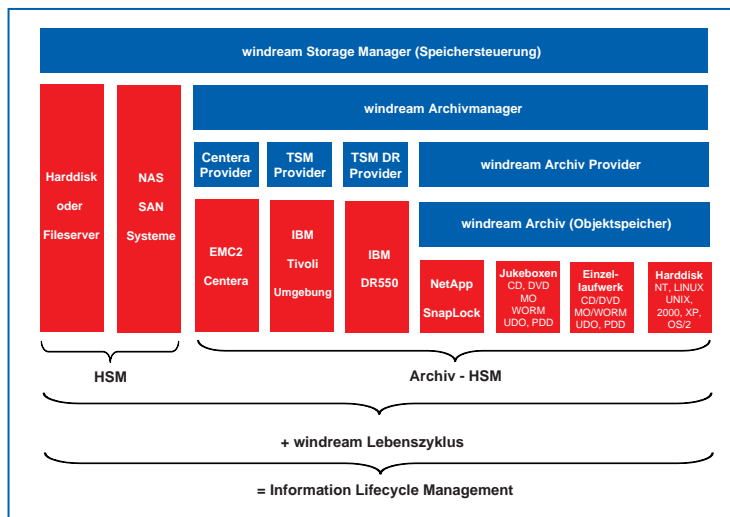 windream Storage Manager (Speichersteuerung)
Harddisk
oder
Fileserver
NAS
SAN
Systeme
windream Archivmanager
Centera
Provider
TSM
Provider
TSM DR
Provider
windream Archiv Provider
EMC2
Centera
IBM
Tivoli
Umgebung
IBM
DR550
windream Archiv (Objektspeicher)
NetApp
SnapLock
Jukeboxen
CD, DVD
MO
WORM
UDO, PDD
Einzel-
laufwerk
CD/DVD
MO/WORM
UDO, PDD
Harddisk
NT, LINUX
UNIX,
2000, XP,
OS/2
HSM
Archiv - HSM
+ windream Lebenszyklus
= Information Lifecycle Management